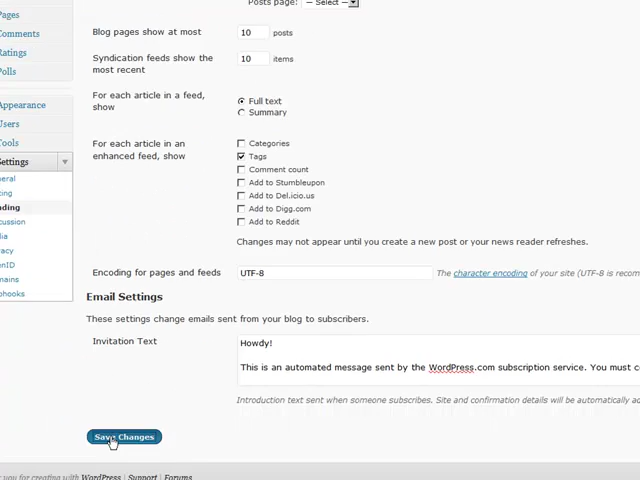 Posts page: — Select —
Pages
Comments
Ratings
Polls
Appearance
Users
Tools
Settings
Blog pages show at most 10 posts
Syndication feeds show the most recent 10 items
For each article in a feed, show
Full text
Summary
For each article in an enhanced feed, show
Categories
Tags
Comment count
Add to Stumbleupon
Add to Del.icio.us
Add to Digg.com
Add to Reddit
Changes may not appear until you create a new post or your news reader refreshes.
Encoding for pages and feeds UTF-8 The character encoding of your site (UTF-8 is recom
Email Settings
These settings change emails sent from your blog to subscribers.
Invitation Text
Howdy!
This is an automated message sent by the WordPress.com subscription service. You must c
Introduction text sent when someone subscribes. Site and confirmation details will be automatically ad
Save Changes
you for creating with WordPress | Support | Forums